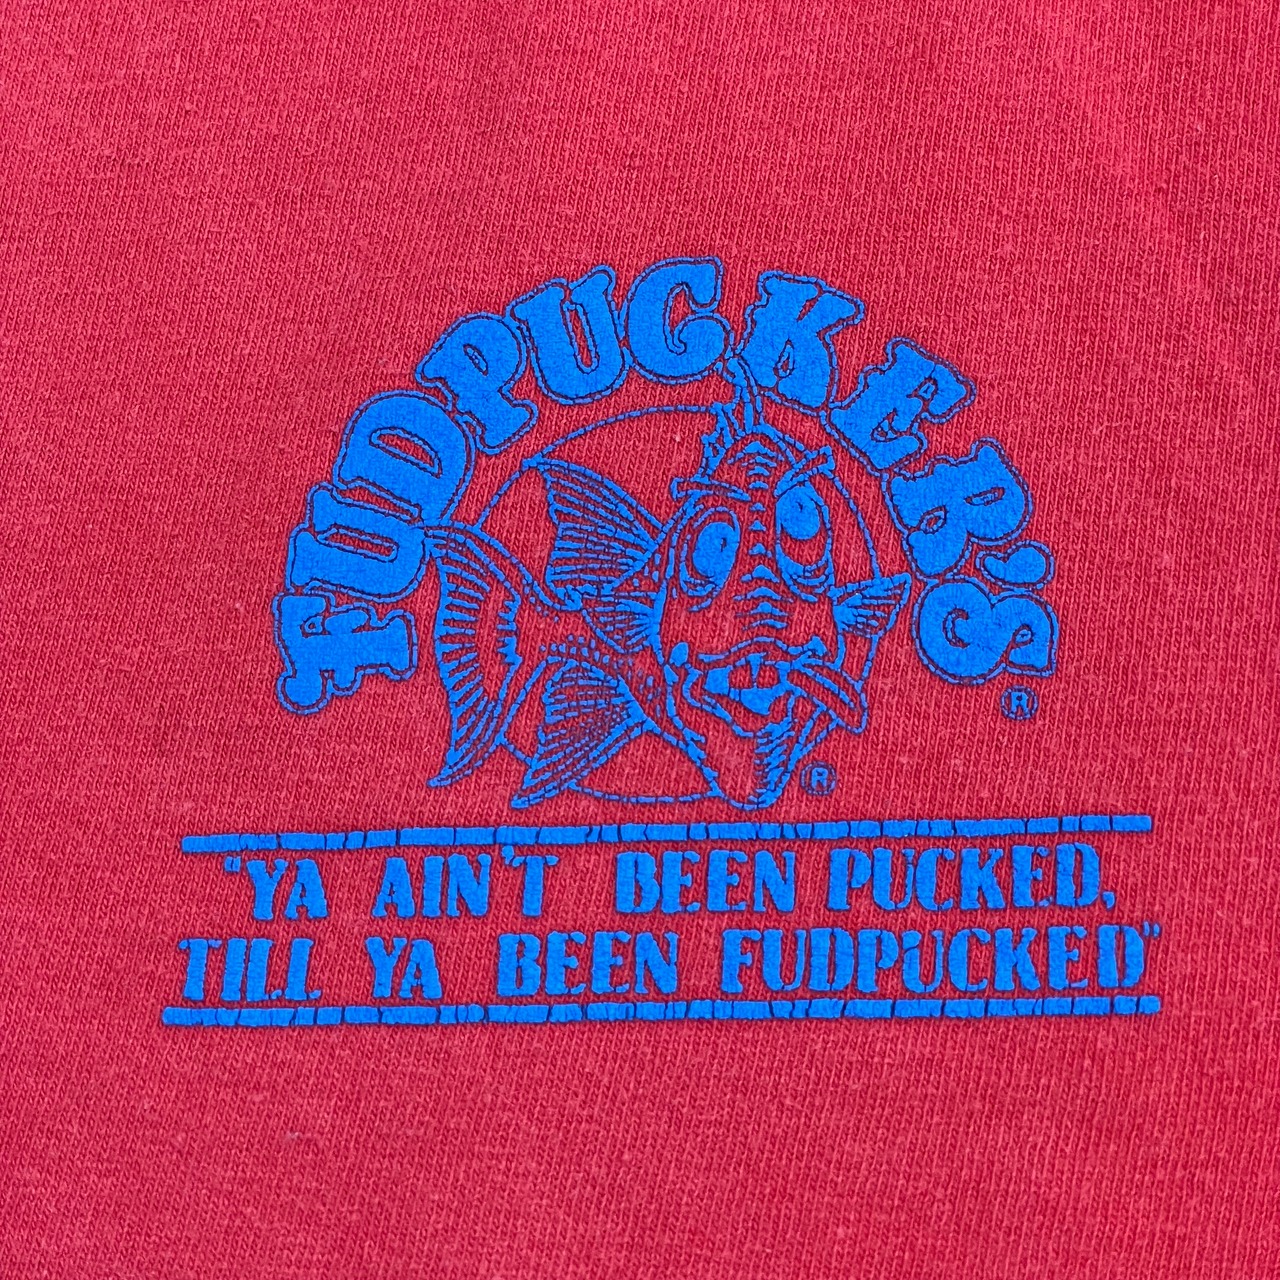 FUDPUCKER'S®
®
"YA AIN'T BEEN PUCKED,
TILL YA BEEN FUDPUCKED"